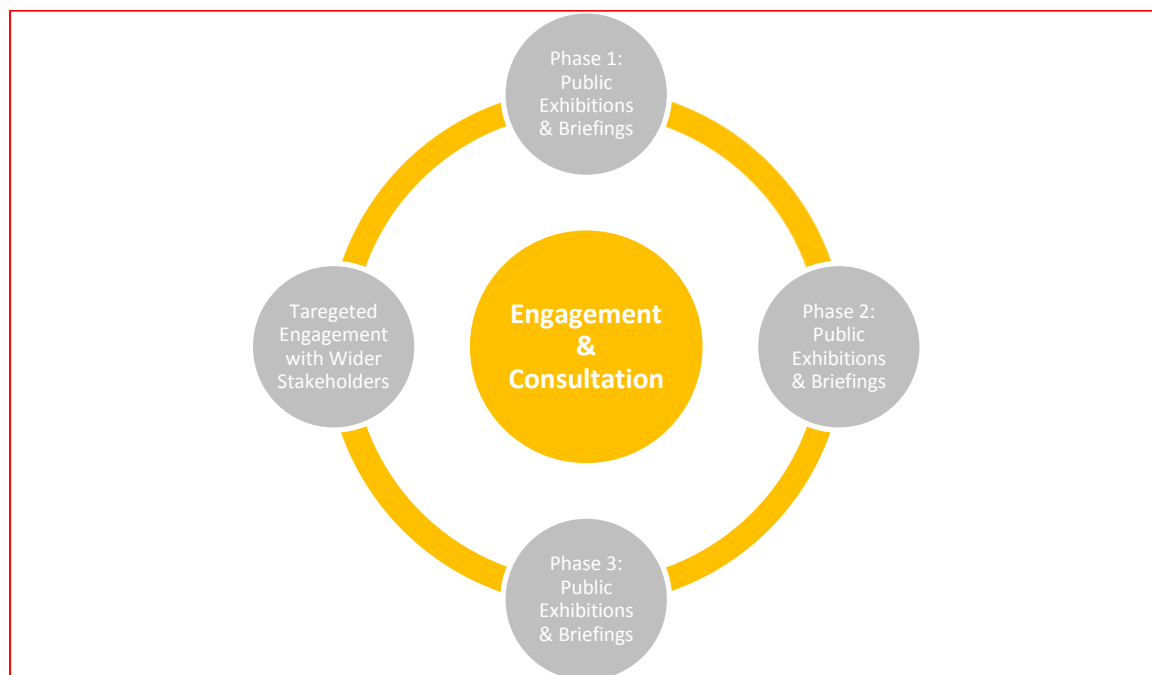 Phase 1:
Public
Exhibitions
& Briefings
Taregeted
Engagement
with Wider
Stakeholders
Engagement
&
Consultation
Phase 2:
Public
Exhibitions
& Briefings
Phase 3:
Public
Exhibitions
& Briefings